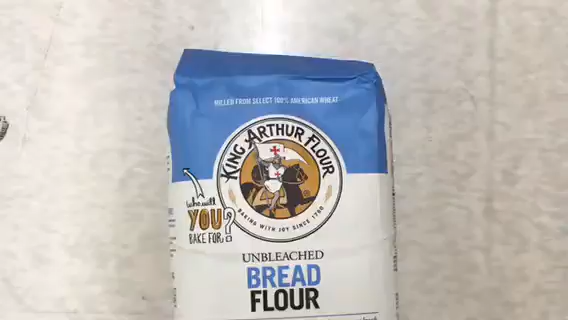 MILLED FROM SELECT 100% AMERICAN WHEAT
KING ARTHUR FLOUR
BAKING WITH JOY SINCE 1790
who will
YOU
BAKE FOR?
UNBLEACHED
BREAD
FLOUR